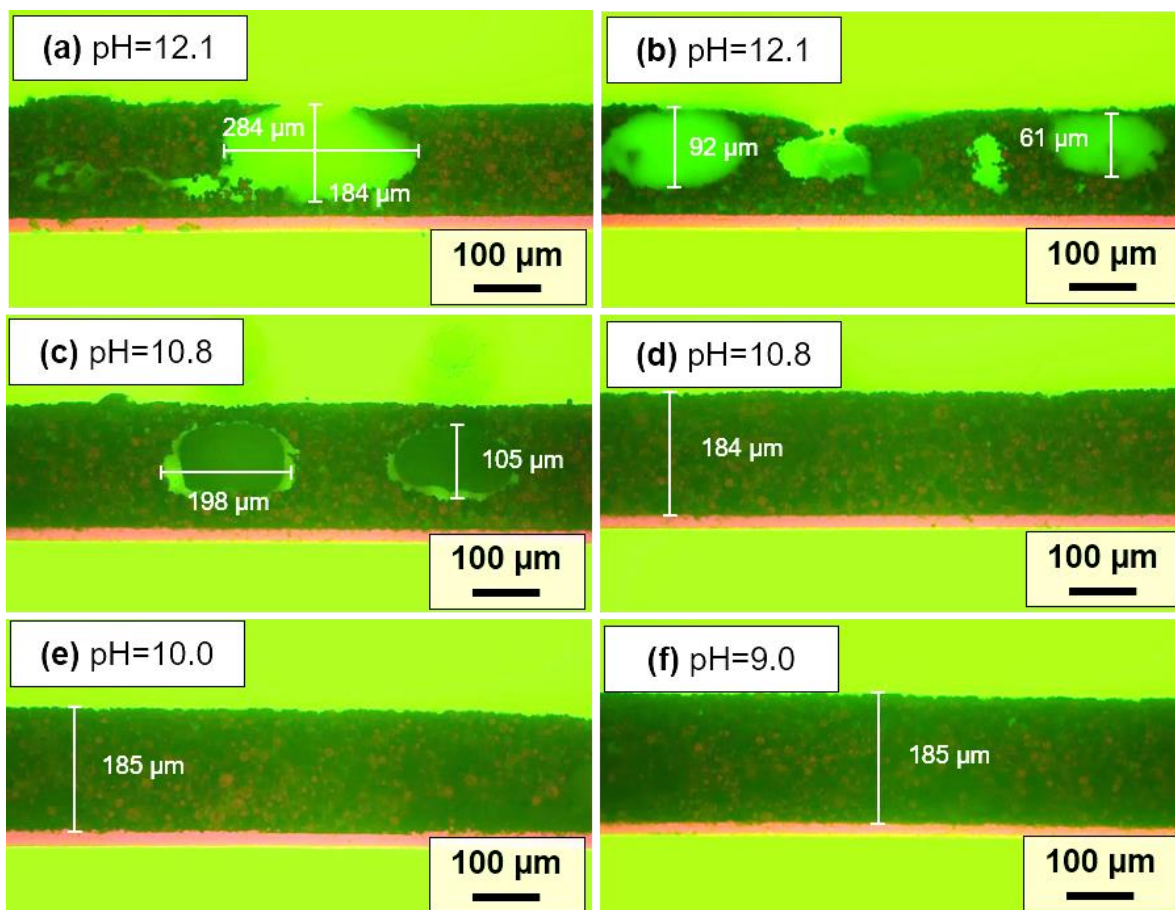 (a) pH=12.1
284 µm
184 µm
100 µm
(b) pH=12.1
92 µm
61 µm
100 µm
(c) pH=10.8
198 µm
105 µm
100 µm
(d) pH=10.8
184 µm
100 µm
(e) pH=10.0
185 µm
100 µm
(f) pH=9.0
185 µm
100 µm